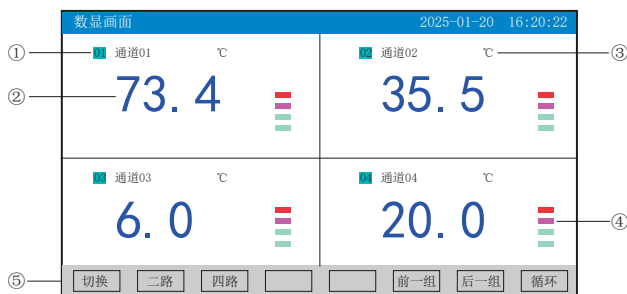 数显画面 2025-01-20 16:20:22
① 01 通道01 ℃ 02 通道02 ℃ ③
② 73.4 35.5
03 通道03 ℃ 04 通道04 ℃
6.0 20.0 ④
⑤ 切换 二路 四路 前一组 后一组 循环